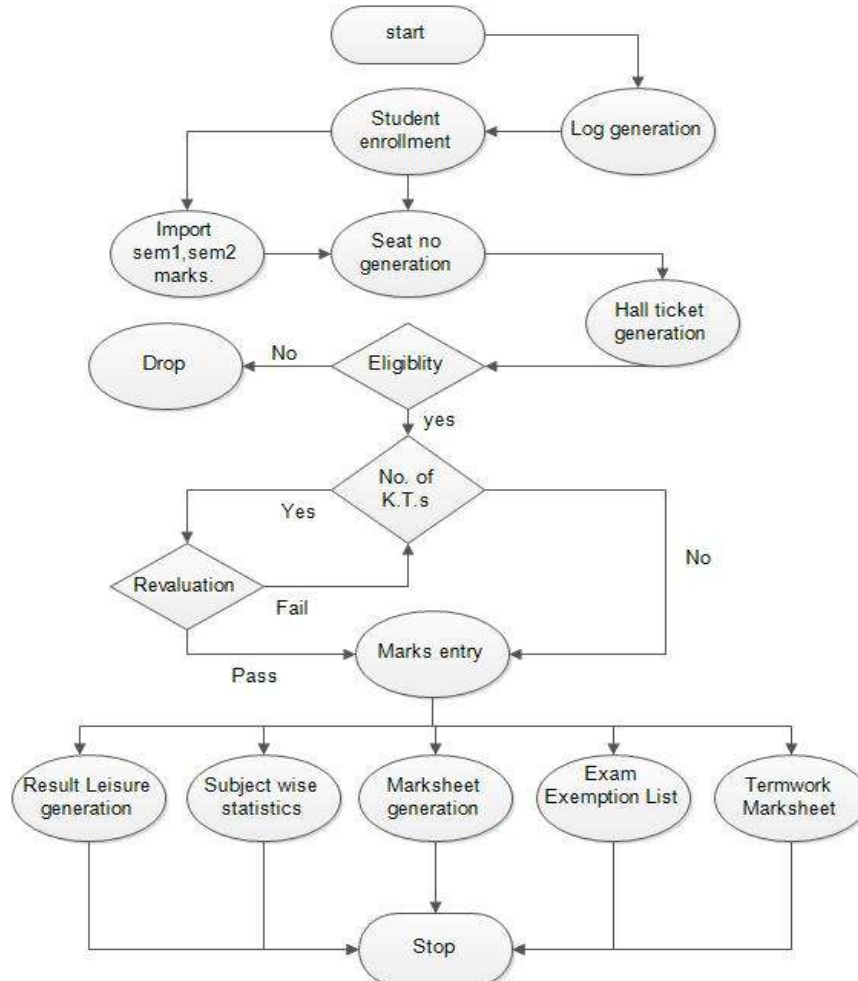 start
Log generation
Student
enrollment
Import
sem1,sem2
marks.
Seat no
generation
Hall ticket
generation
Eligiblity
No
Drop
yes
No. of
K.T.s
Yes
No
Revaluation
Fail
Pass
Marks entry
Result Leisure
generation
Subject wise
statistics
Marksheet
generation
Exam
Exemption List
Termwork
Marksheet
Stop